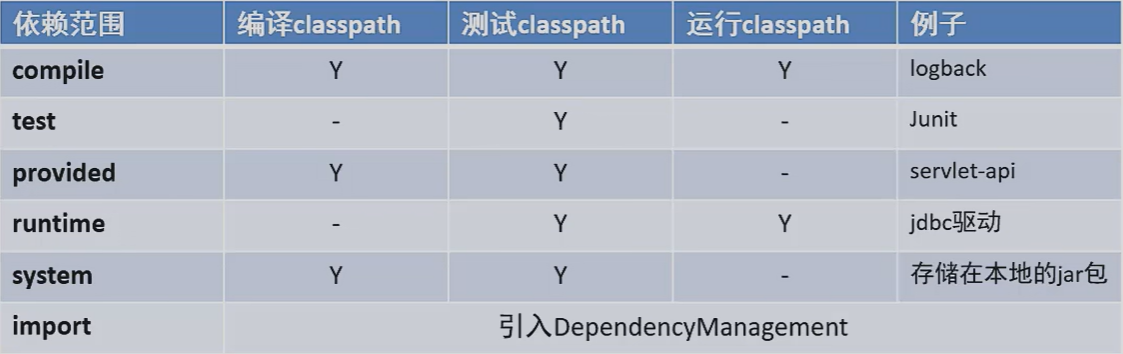 依赖范围 编译classpath 测试classpath 运行classpath 例子
compile Y Y Y logback
test - Y - Junit
provided Y Y - servlet-api
runtime - Y Y jdbc驱动
system Y Y - 存储在本地的jar包
import 引入DependencyManagement